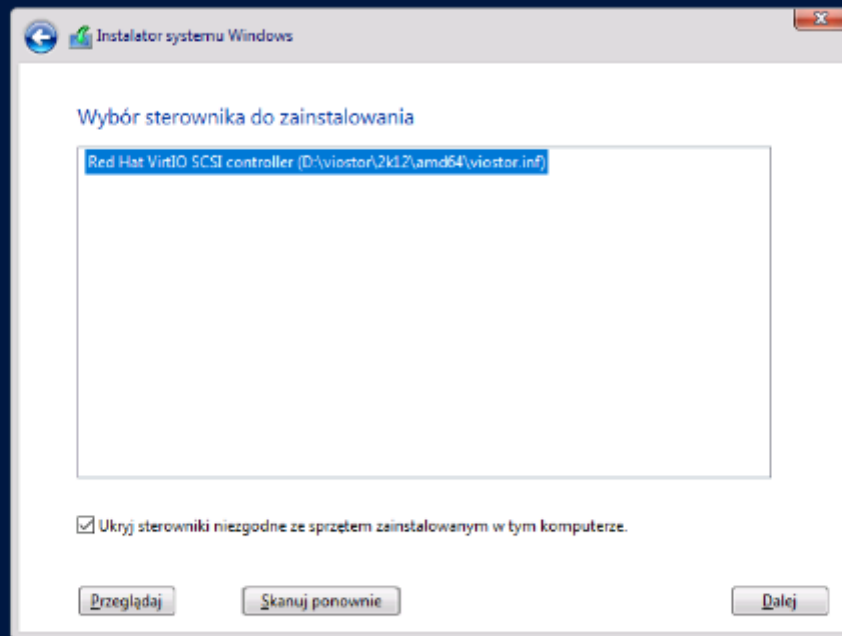 Instalator systemu Windows
Wybór sterownika do zainstalowania
Red Hat VirtIO SCSI controller (D:\viostor\2k12\amd64\viostor.inf)
Ukryj sterowniki niezgodne ze sprzętem zainstalowanym w tym komputerze.
Przeglądaj
Skanuj ponownie
Dalej